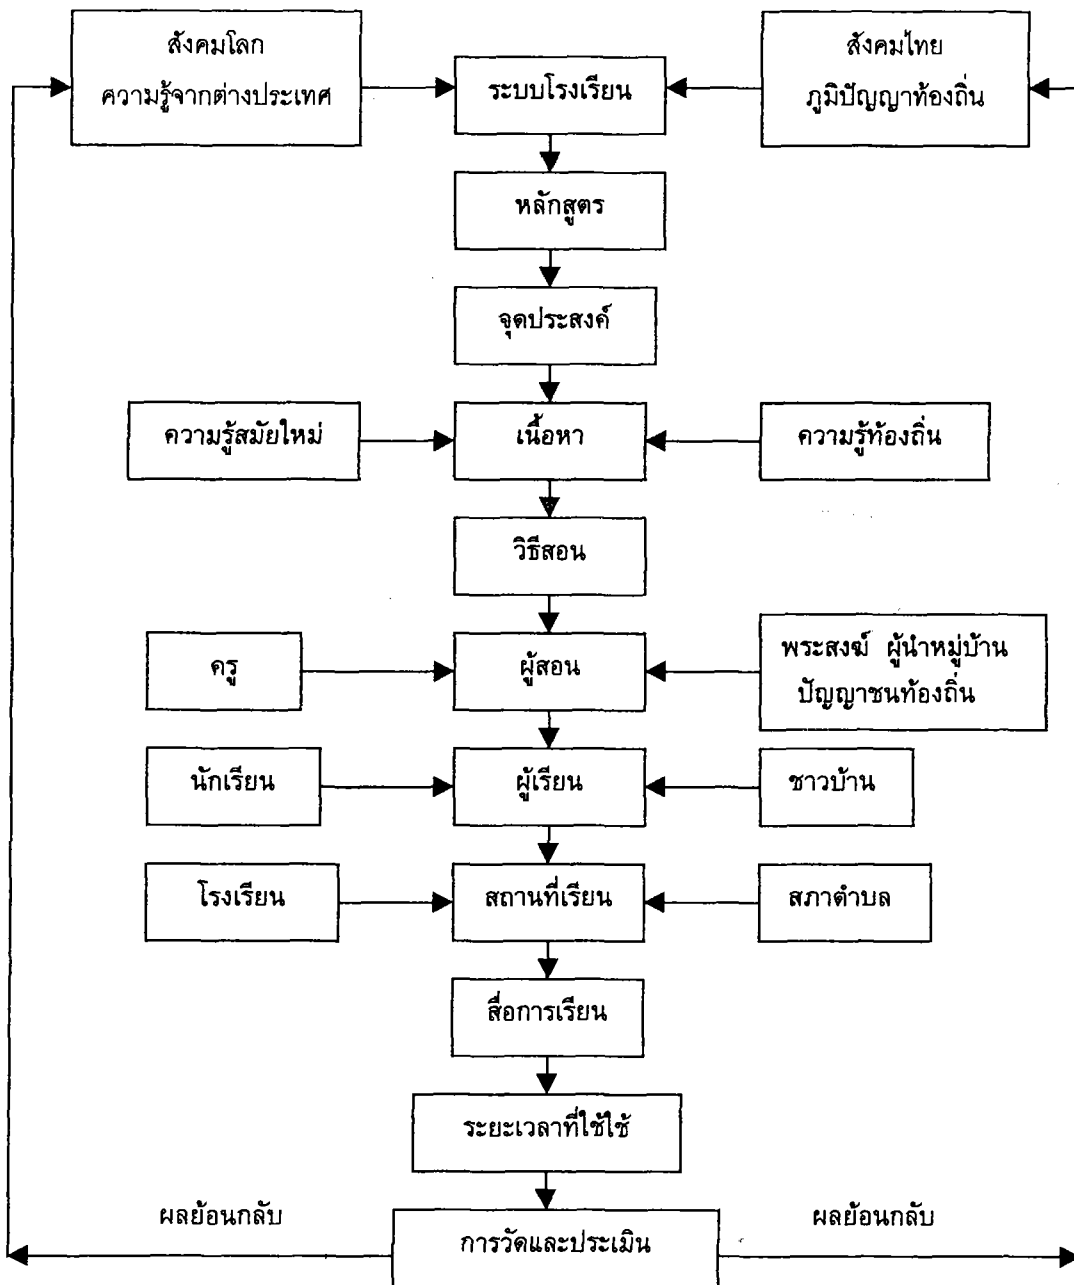 สังคมโลก
ความรู้จากต่างประเทศ
ระบบโรงเรียน
สังคมไทย
ภูมิปัญญาท้องถิ่น
หลักสูตร
จุดประสงค์
ความรู้สมัยใหม่
เนื้อหา
ความรู้ท้องถิ่น
วิธีสอน
ครู
ผู้สอน
พระสงฆ์ ผู้นำหมู่บ้าน
ปัญญาชนท้องถิ่น
นักเรียน
ผู้เรียน
ชาวบ้าน
โรงเรียน
สถานที่เรียน
สภาตำบล
สื่อการเรียน
ระยะเวลาที่ใช้ใช้
ผลย้อนกลับ
การวัดและประเมิน
ผลย้อนกลับ